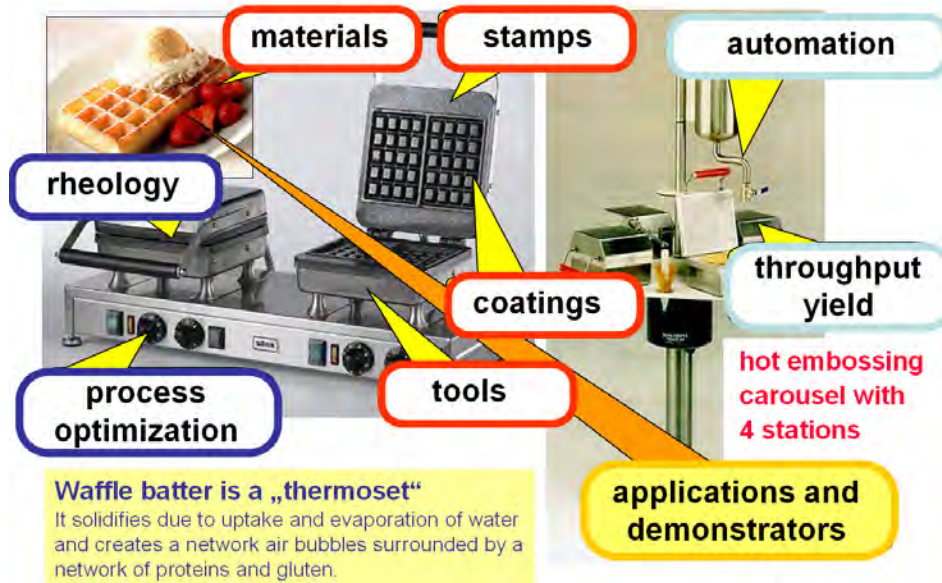 materials
stamps
automation
rheology
coatings
throughput
yield
process
optimization
tools
hot embossing
carousel with
4 stations
Waffle batter is a „thermoset“
It solidifies due to uptake and evaporation of water
and creates a network air bubbles surrounded by a
network of proteins and gluten.
applications and
demonstrators